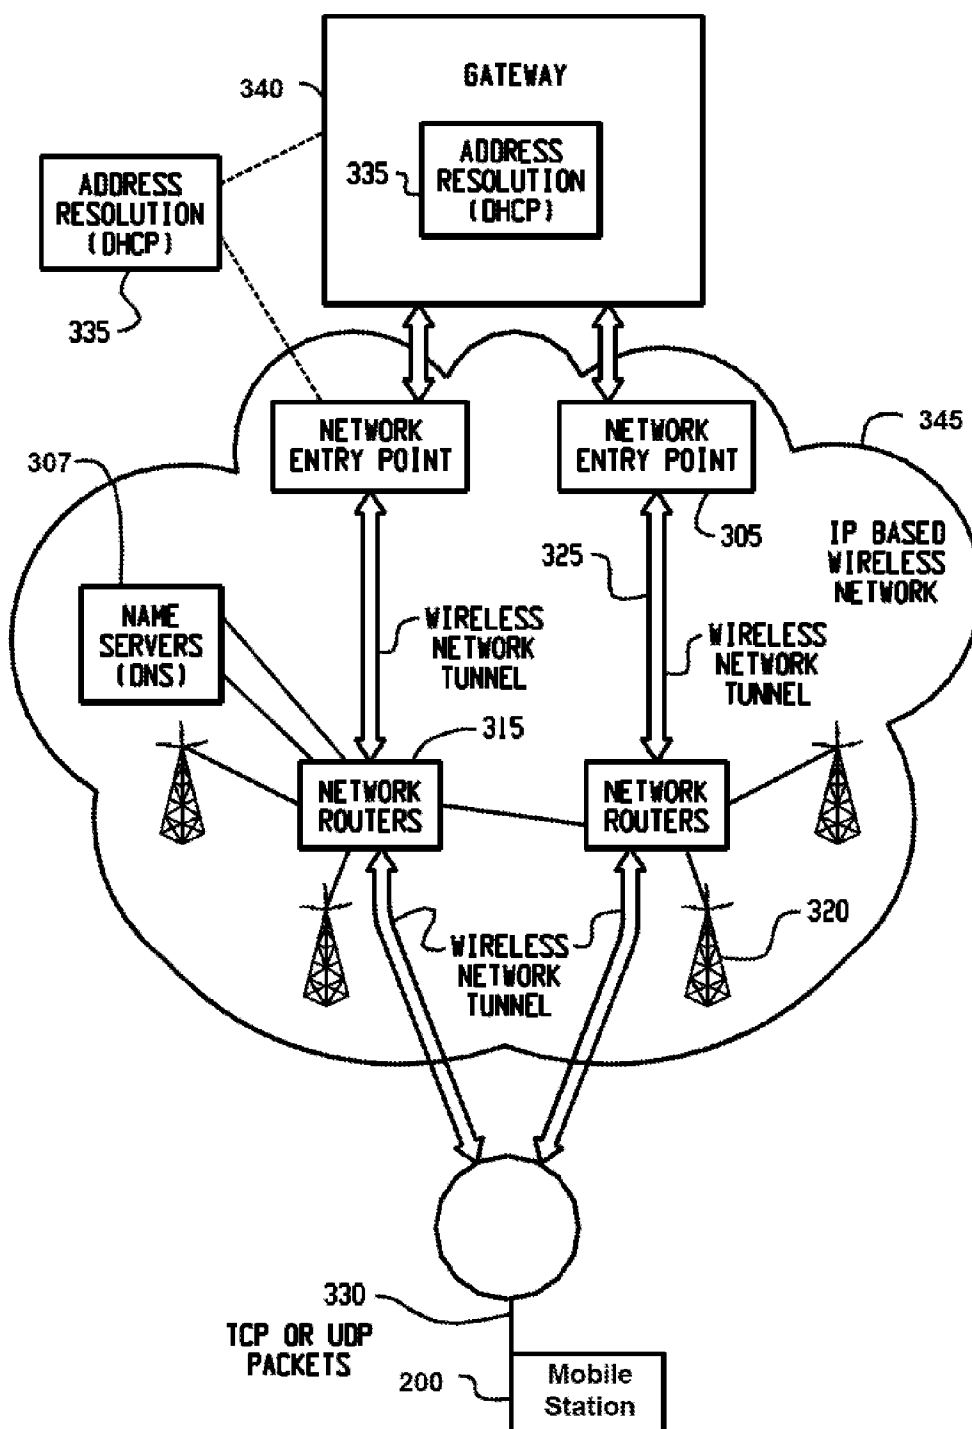 GATEWAY
340
ADDRESS
RESOLUTION
(DHCP)
335
ADDRESS
RESOLUTION
(DHCP)
335
NETWORK
ENTRY POINT
NETWORK
ENTRY POINT
345
307
305
325
IP BASED
WIRELESS
NETWORK
NAME
SERVERS
(DNS)
WIRELESS
NETWORK
TUNNEL
WIRELESS
NETWORK
TUNNEL
315
NETWORK
ROUTERS
NETWORK
ROUTERS
320
WIRELESS
NETWORK
TUNNEL
330
TCP OR UDP
PACKETS
200
Mobile
Station